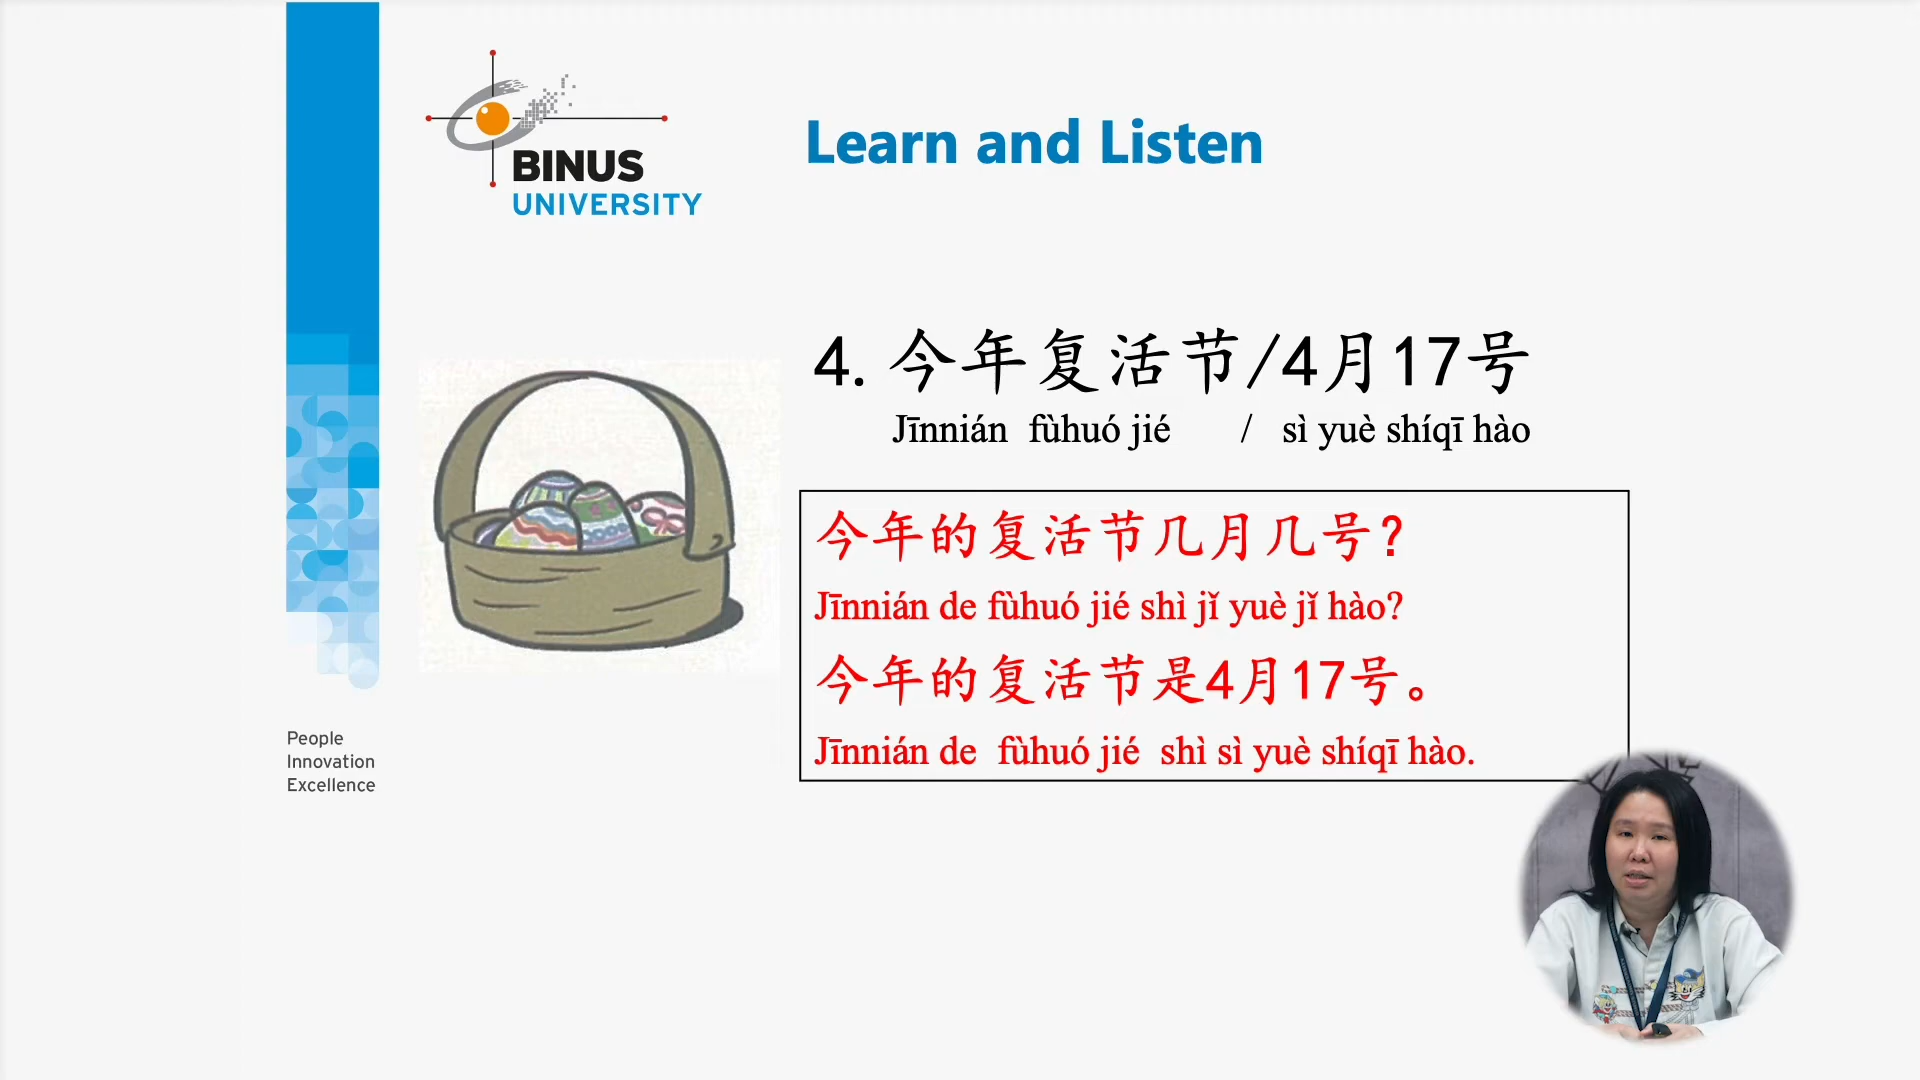 BINUS
UNIVERSITY
Learn and Listen
4. 今年复活节/4月17号
Jīnnián fùhuó jié / sì yuè shíqī hào
今年的复活节几月几号？
Jīnnián de fùhuó jié shì jǐ yuè jǐ hào?
今年的复活节是4月17号。
Jīnnián de fùhuó jié shì sì yuè shíqī hào.
People
Innovation
Excellence